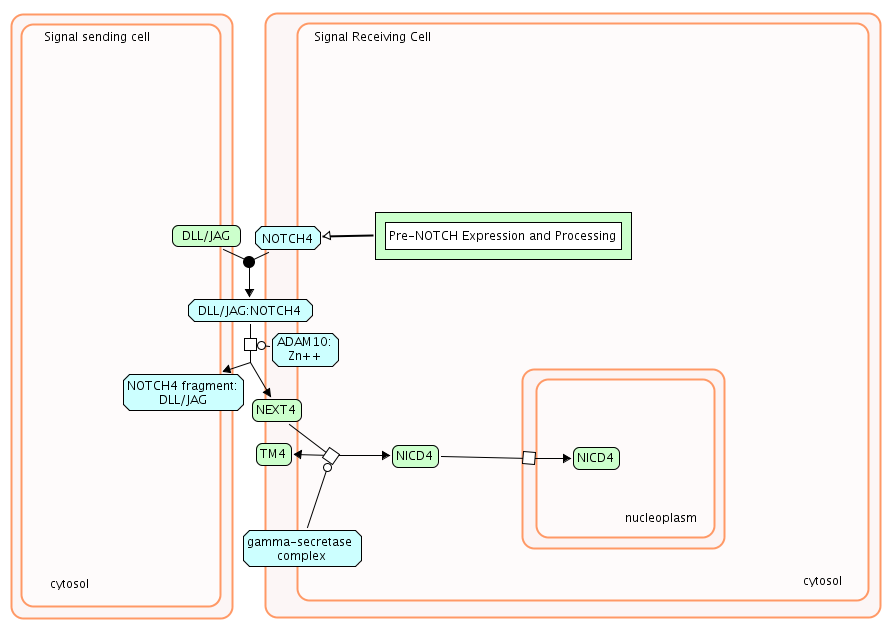 Signal sending cell
Signal Receiving Cell
DLL/JAG
NOTCH4
Pre-NOTCH Expression and Processing
DLL/JAG:NOTCH4
ADAM10:
Zn++
NOTCH4 fragment:
DLL/JAG
NEXT4
TM4
NICD4
NICD4
nucleoplasm
gamma-secretase
complex
cytosol
cytosol